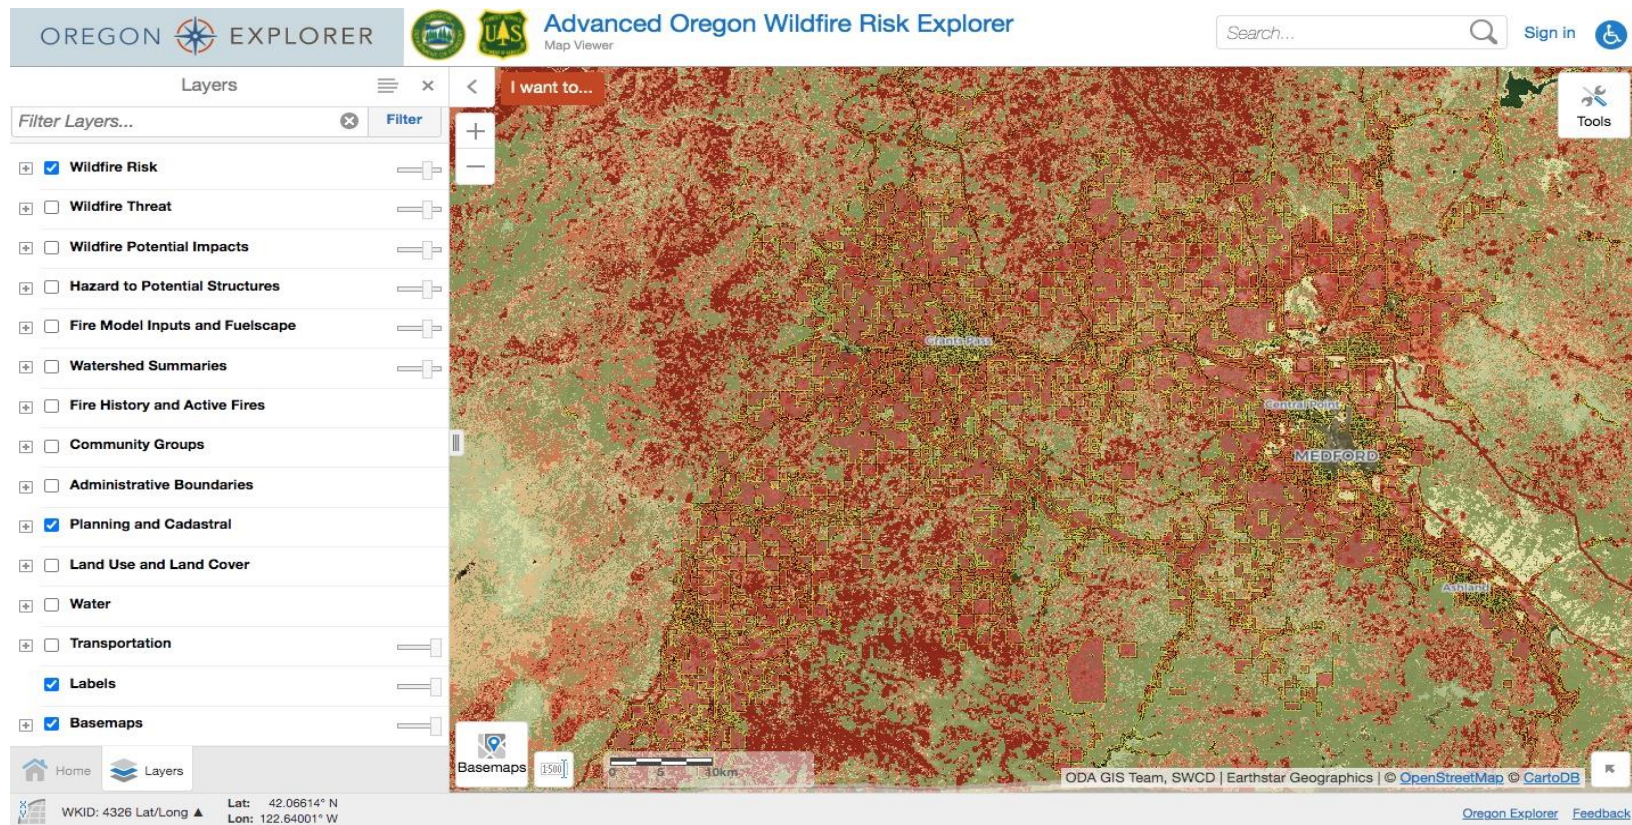 OREGON EXPLORER
Advanced Oregon Wildfire Risk Explorer
Map Viewer
Search...
Sign in
Layers
I want to...
Filter Layers...
Filter
Tools
Wildfire Risk
Wildfire Threat
Wildfire Potential Impacts
Hazard to Potential Structures
Fire Model Inputs and Fuelscape
Watershed Summaries
Fire History and Active Fires
Community Groups
Administrative Boundaries
Planning and Cadastral
Land Use and Land Cover
Water
Transportation
Labels
Basemaps
Grants Pass
Central Point
MEDFORD
Ashland
Basemaps
1:500
0 5 10km
ODA GIS Team, SWCD | Earthstar Geographics | © OpenStreetMap © CartoDB
Home
Layers
WKID: 4326 Lat/Long ▲
Lat: 42.06614° N
Lon: 122.64001° W
Oregon Explorer
Feedback